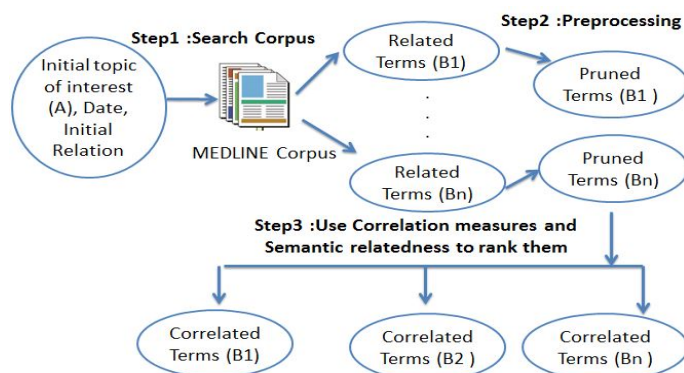 Step1 :Search Corpus
Step2 :Preprocessing
Initial topic
of interest
(A), Date,
Initial
Relation
MEDLINE Corpus
Related
Terms (B1)
.
.
.
Related
Terms (Bn)
Pruned
Terms (B1 )
Pruned
Terms (Bn)
Step3 :Use Correlation measures and
Semantic relatedness to rank them
Correlated
Terms (B1)
Correlated
Terms (B2 )
Correlated
Terms (Bn )